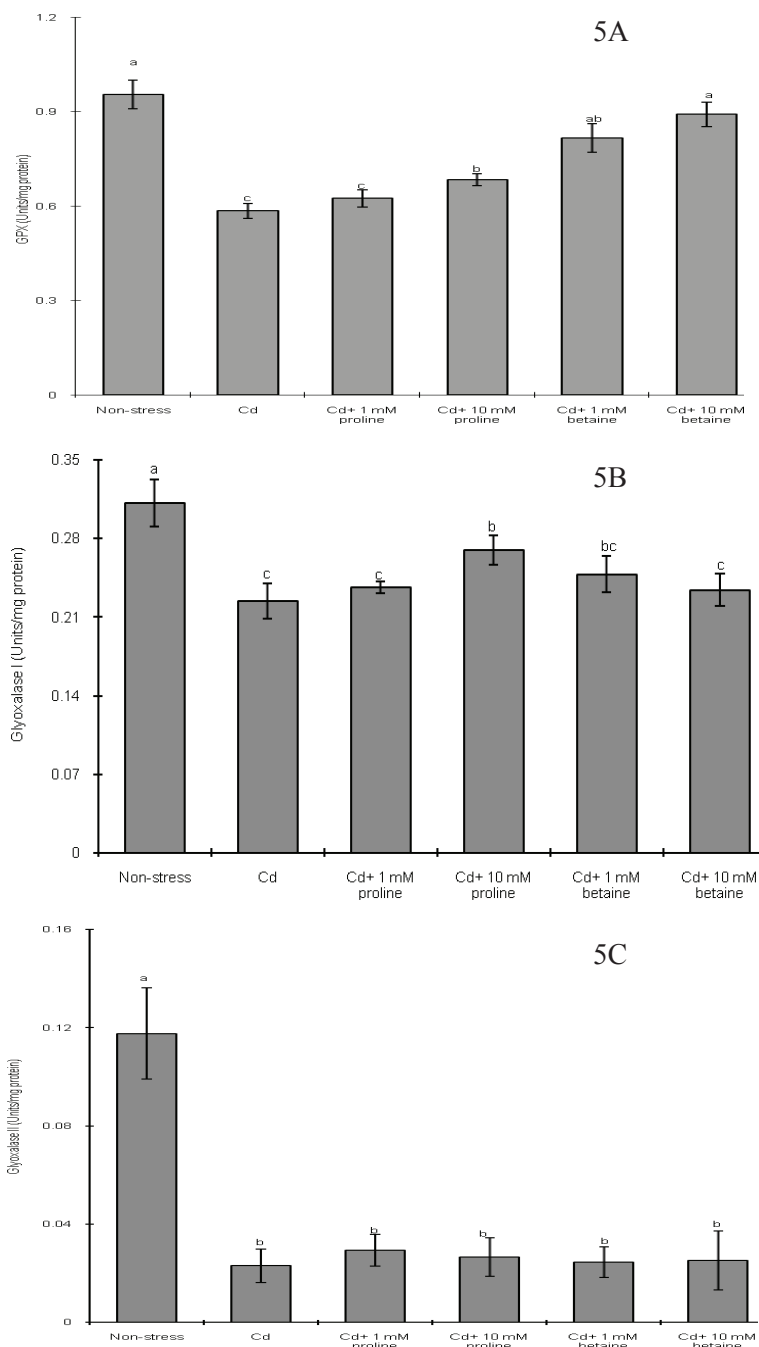 5A
1.2
0.9
0.6
0.3
0
GPX (Units/mg protein)
a
c
c
b
ab
a
Non-stress
Cd
Cd+ 1 mM
proline
Cd+ 10 mM
proline
Cd+ 1 mM
betaine
Cd+ 10 mM
betaine
5B
0.35
0.28
0.21
0.14
0.07
0
Glyoxalase I (Units/mg protein)
a
c
c
b
bc
c
Non-stress
Cd
Cd+ 1 mM
proline
Cd+ 10 mM
proline
Cd+ 1 mM
betaine
Cd+ 10 mM
betaine
5C
0.16
0.12
0.08
0.04
0
Glyoxalase II (Units/mg protein)
a
b
b
b
b
b
Non-stress
Cd
Cd+ 1 mM
proline
Cd+ 10 mM
proline
Cd+ 1 mM
betaine
Cd+ 10 mM
betaine